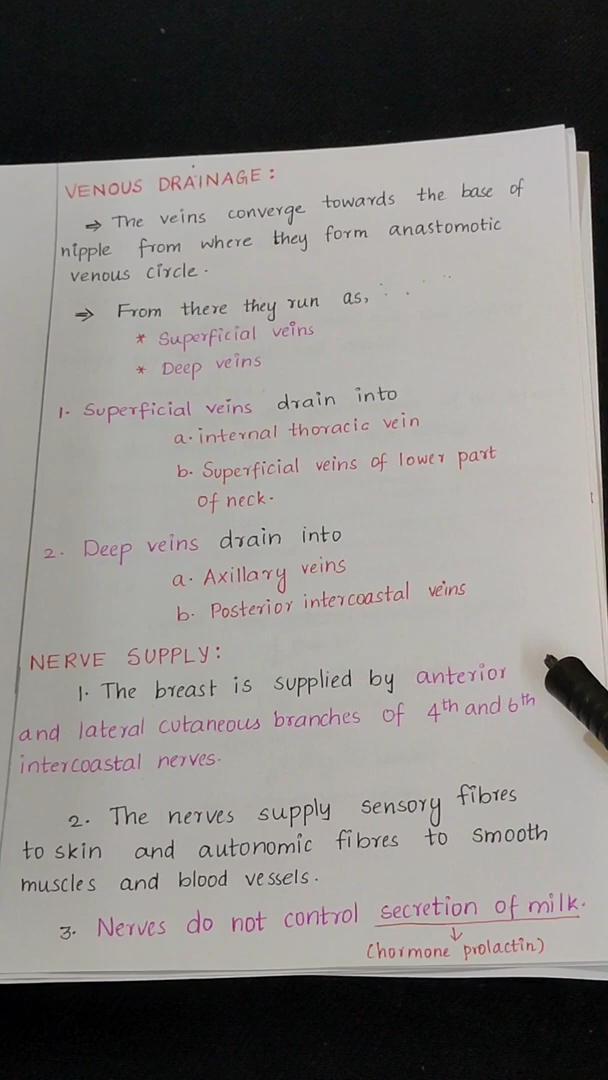 VENOUS DRAINAGE:
⇒ The veins converge towards the base of
nipple from where they form anastomotic
venous circle.
⇒ From there they run as,
* Superficial veins
* Deep veins
1. Superficial veins drain into
a. internal thoracic vein
b. Superficial veins of lower part
of neck.
2. Deep veins drain into
a. Axillary veins
b. Posterior intercoastal veins
NERVE SUPPLY:
1. The breast is supplied by anterior
and lateral cutaneous branches of 4th and 6th
intercoastal nerves.
2. The nerves supply sensory fibres
to skin and autonomic fibres to smooth
muscles and blood vessels.
3. Nerves do not control secretion of milk.
↓
(hormone prolactin)